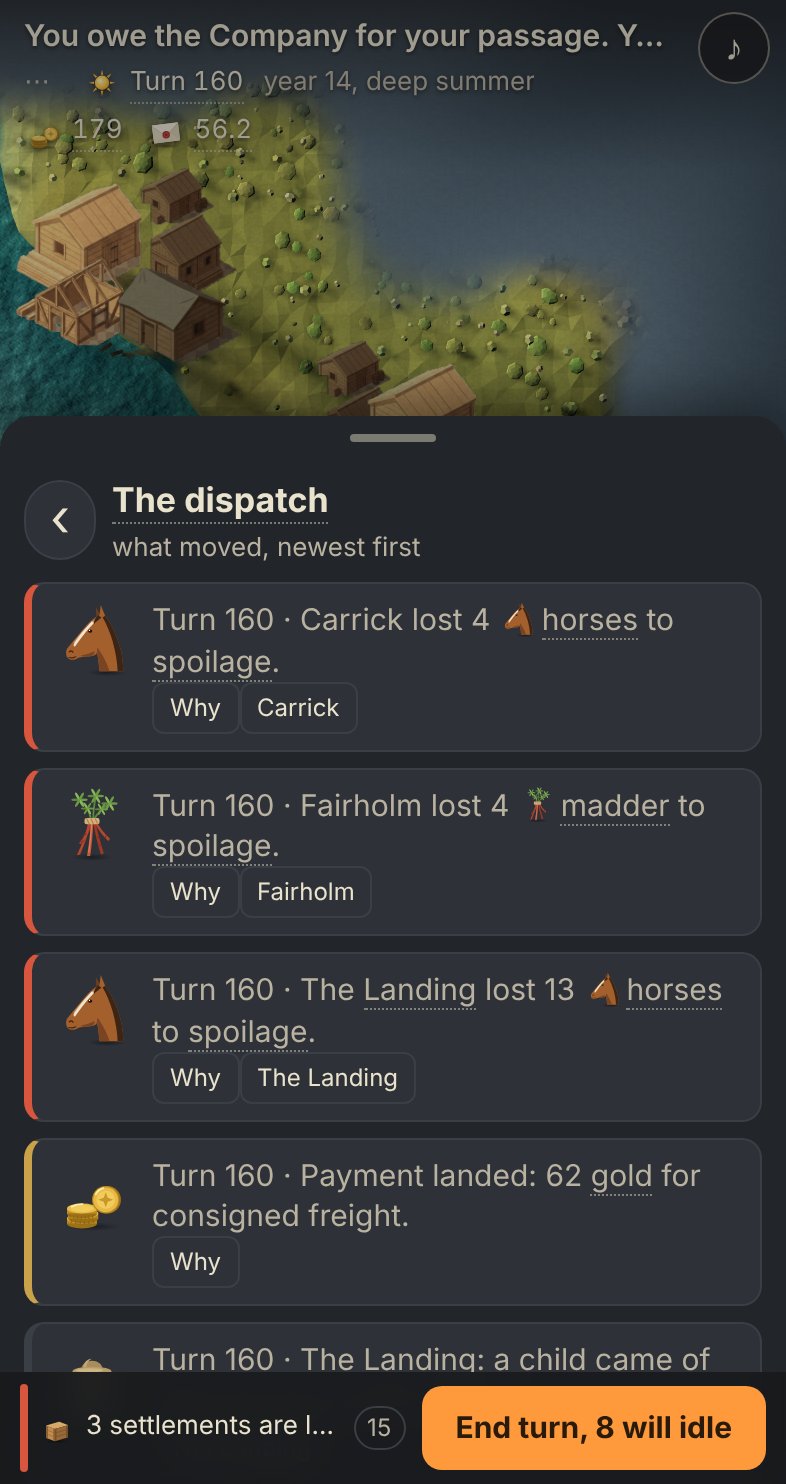 You owe the Company for your passage. Y...
... Turn 160 year 14, deep summer
179 56.2
The dispatch
what moved, newest first
Turn 160 · Carrick lost 4 horses to
spoilage.
Why Carrick
Turn 160 · Fairholm lost 4 madder to
spoilage.
Why Fairholm
Turn 160 · The Landing lost 13 horses
to spoilage.
Why The Landing
Turn 160 · Payment landed: 62 gold for
consigned freight.
Why
Turn 160 · The Landing: a child came of
3 settlements are l... 15 End turn, 8 will idle